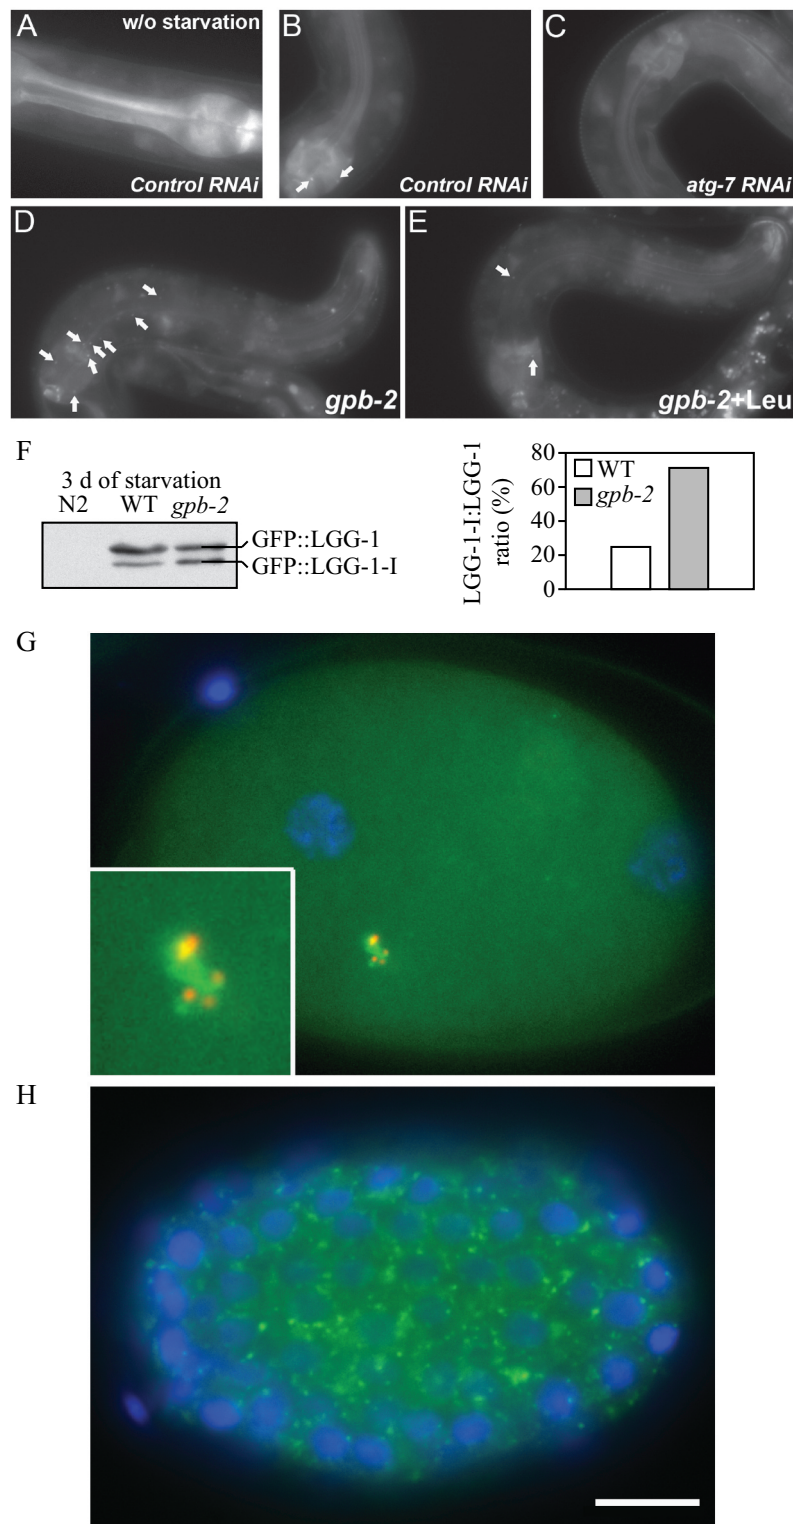 A
w/o starvation
Control RNAi
B
Control RNAi
C
atg-7 RNAi
D
gpb-2
E
gpb-2+Leu
F
3 d of starvation
N2 WT gpb-2
GFP::LGG-1
GFP::LGG-1-I
LGG-1-I:LGG-1
ratio (%)
80
60
40
20
0
WT
gpb-2
G
H